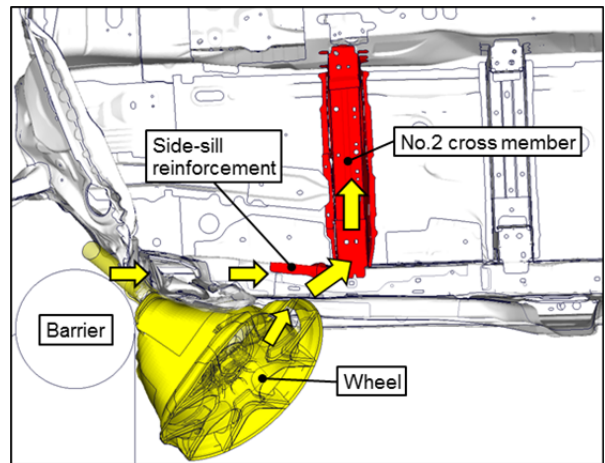 Side-sill
reinforcement
No.2 cross member
Barrier
Wheel